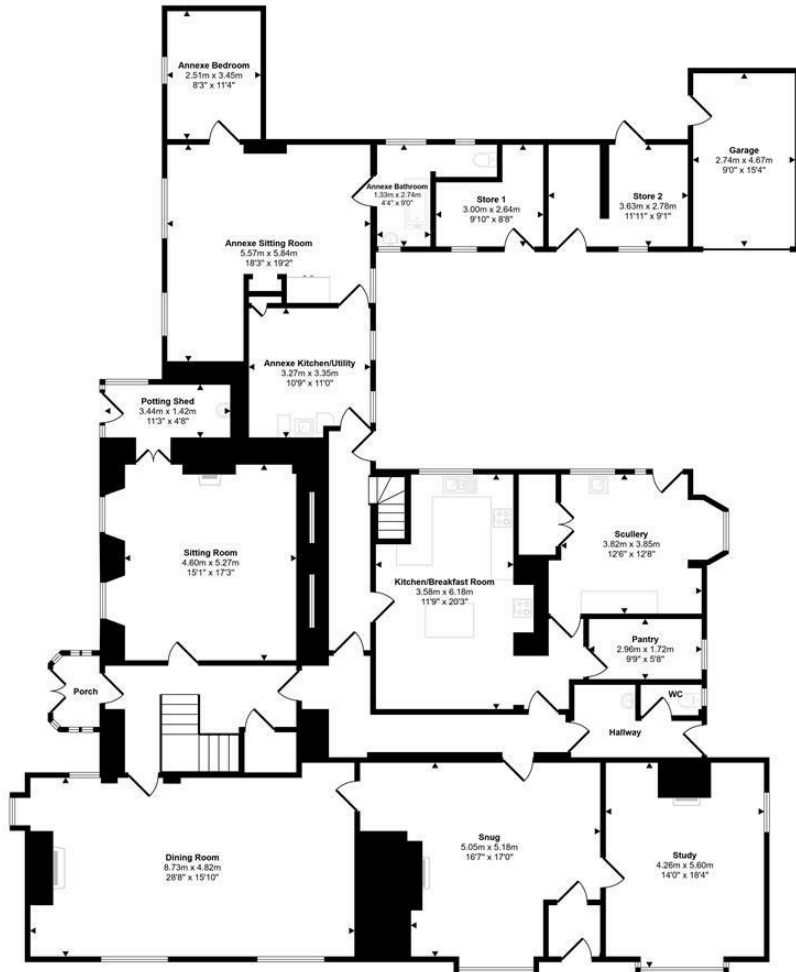 Annexe Bedroom
2.51m x 3.45m
8'3" x 11'4"
Garage
2.74m x 4.67m
9'0" x 15'4"
Annexe Bathroom
1.33m x 2.74m
4'4" x 9'0"
Store 1
3.00m x 2.64m
9'10" x 8'8"
Store 2
3.63m x 2.78m
11'11" x 9'1"
Annexe Sitting Room
5.57m x 5.84m
18'3" x 19'2"
Annexe Kitchen/Utility
3.27m x 3.35m
10'9" x 11'0"
Potting Shed
3.44m x 1.42m
11'3" x 4'8"
Sitting Room
4.60m x 5.27m
15'1" x 17'3"
Kitchen/Breakfast Room
3.58m x 6.18m
11'9" x 20'3"
Scullery
3.82m x 3.85m
12'6" x 12'8"
Pantry
2.96m x 1.72m
9'9" x 5'8"
Porch
WC
Hallway
Dining Room
8.73m x 4.82m
28'8" x 15'10"
Snug
5.05m x 5.18m
16'7" x 17'0"
Study
4.26m x 5.60m
14'0" x 18'4"